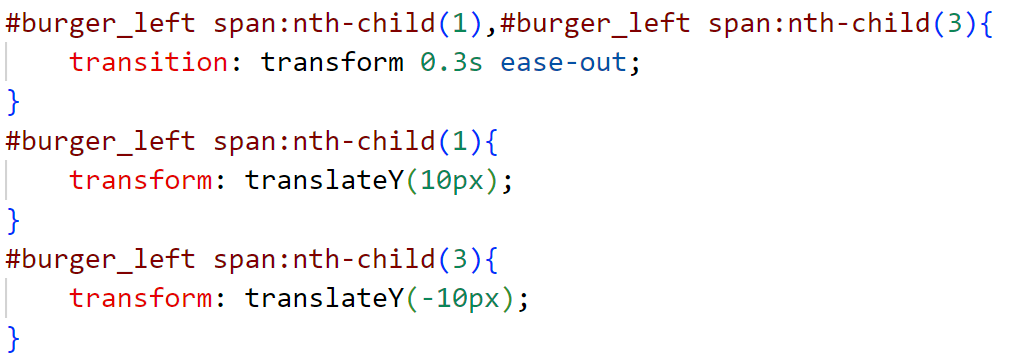 #burger_left span:nth-child(1),#burger_left span:nth-child(3){
    transition: transform 0.3s ease-out;
}
#burger_left span:nth-child(1){
    transform: translateY(10px);
}
#burger_left span:nth-child(3){
    transform: translateY(-10px);
}